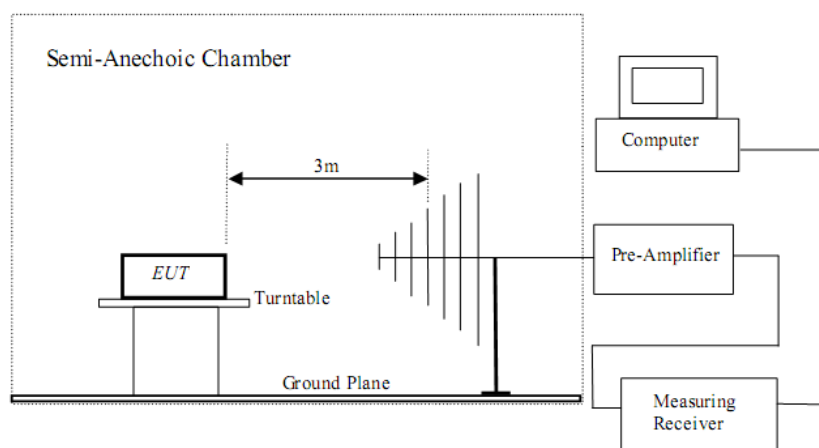 Semi-Anechoic Chamber
3m
EUT
Turntable
Ground Plane
Computer
Pre-Amplifier
Measuring
Receiver